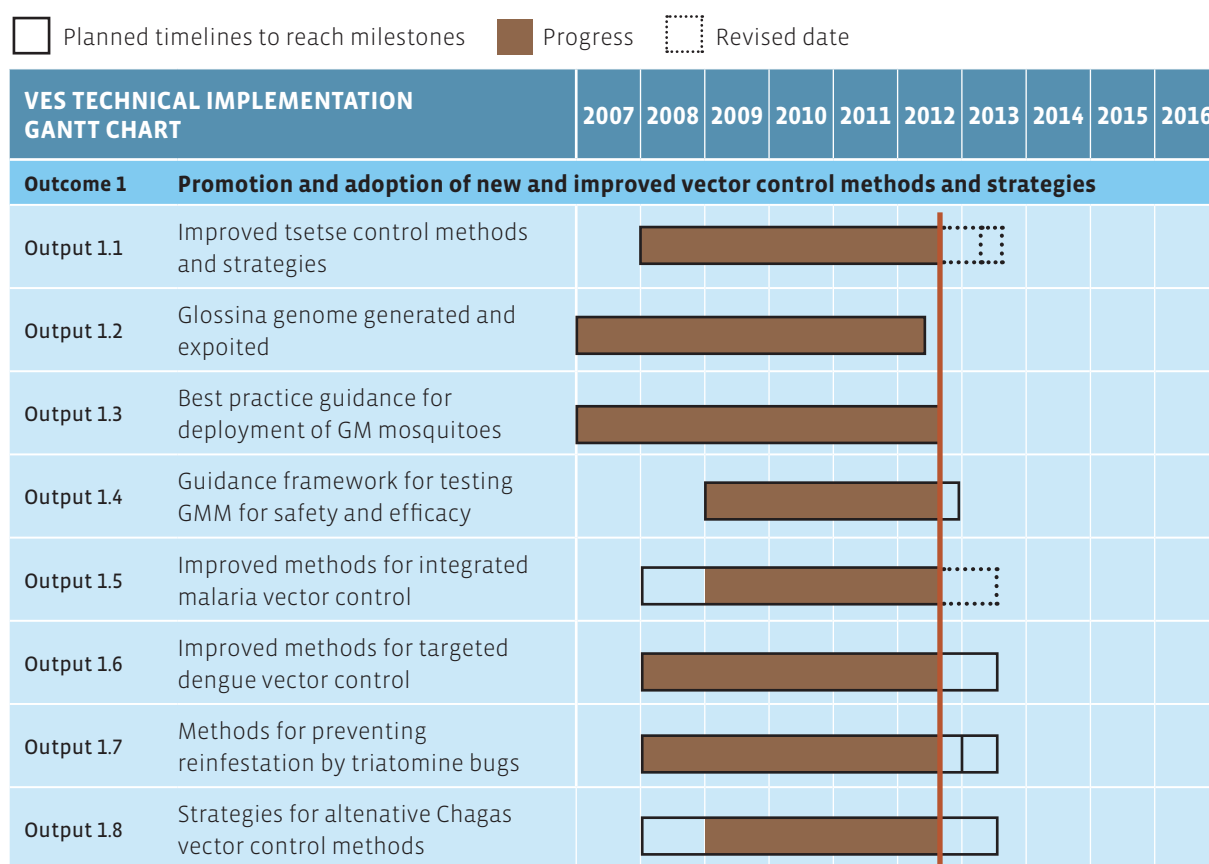 Planned timelines to reach milestones Progress Revised date
VES TECHNICAL IMPLEMENTATION
GANTT CHART
2007 2008 2009 2010 2011 2012 2013 2014 2015 2016
Outcome 1 Promotion and adoption of new and improved vector control methods and strategies
Output 1.1 Improved tsetse control methods
and strategies
Output 1.2 Glossina genome generated and
expoited
Output 1.3 Best practice guidance for
deployment of GM mosquitoes
Output 1.4 Guidance framework for testing
GMM for safety and efficacy
Output 1.5 Improved methods for integrated
malaria vector control
Output 1.6 Improved methods for targeted
dengue vector control
Output 1.7 Methods for preventing
reinfestation by triatomine bugs
Output 1.8 Strategies for altenative Chagas
vector control methods